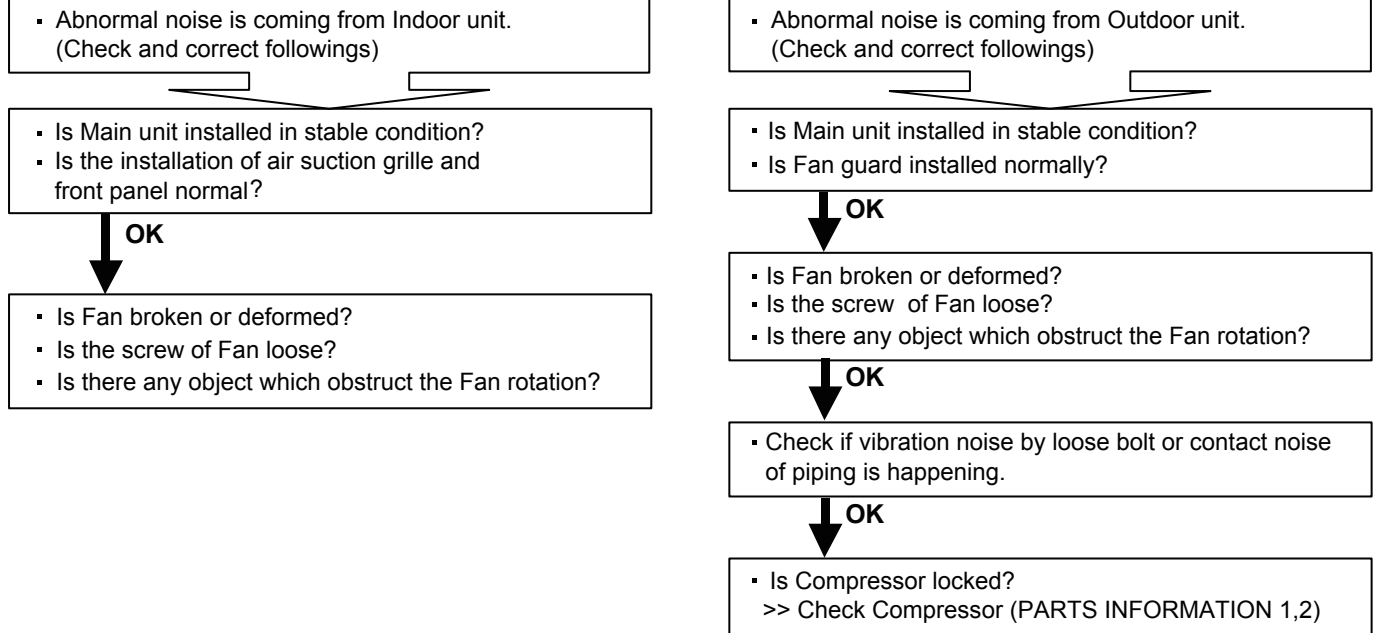 ▪ Abnormal noise is coming from Indoor unit.
(Check and correct followings)
▪ Is Main unit installed in stable condition?
▪ Is the installation of air suction grille and
front panel normal?
OK
▪ Is Fan broken or deformed?
▪ Is the screw of Fan loose?
▪ Is there any object which obstruct the Fan rotation?
▪ Abnormal noise is coming from Outdoor unit.
(Check and correct followings)
▪ Is Main unit installed in stable condition?
▪ Is Fan guard installed normally?
OK
▪ Is Fan broken or deformed?
▪ Is the screw of Fan loose?
▪ Is there any object which obstruct the Fan rotation?
OK
▪ Check if vibration noise by loose bolt or contact noise
of piping is happening.
OK
▪ Is Compressor locked?
>> Check Compressor (PARTS INFORMATION 1,2)